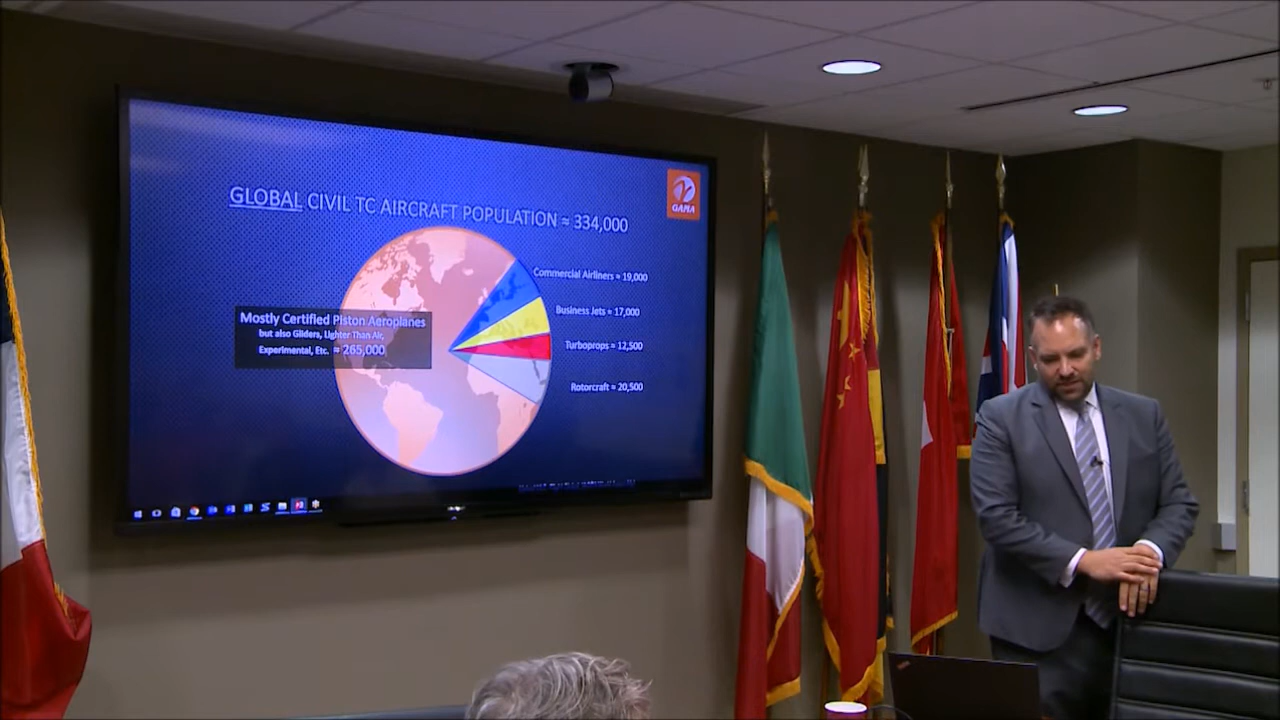 GLOBAL CIVIL TC AIRCRAFT POPULATION ≈ 334,000
GAMA
Commercial Airliners ≈ 19,000
Business Jets ≈ 17,000
Mostly Certified Piston Aeroplanes
but also Gliders, Lighter Than Air,
Experimental, Etc. ≈ 265,000
Turboprops ≈ 12,500
Rotorcraft ≈ 20,500